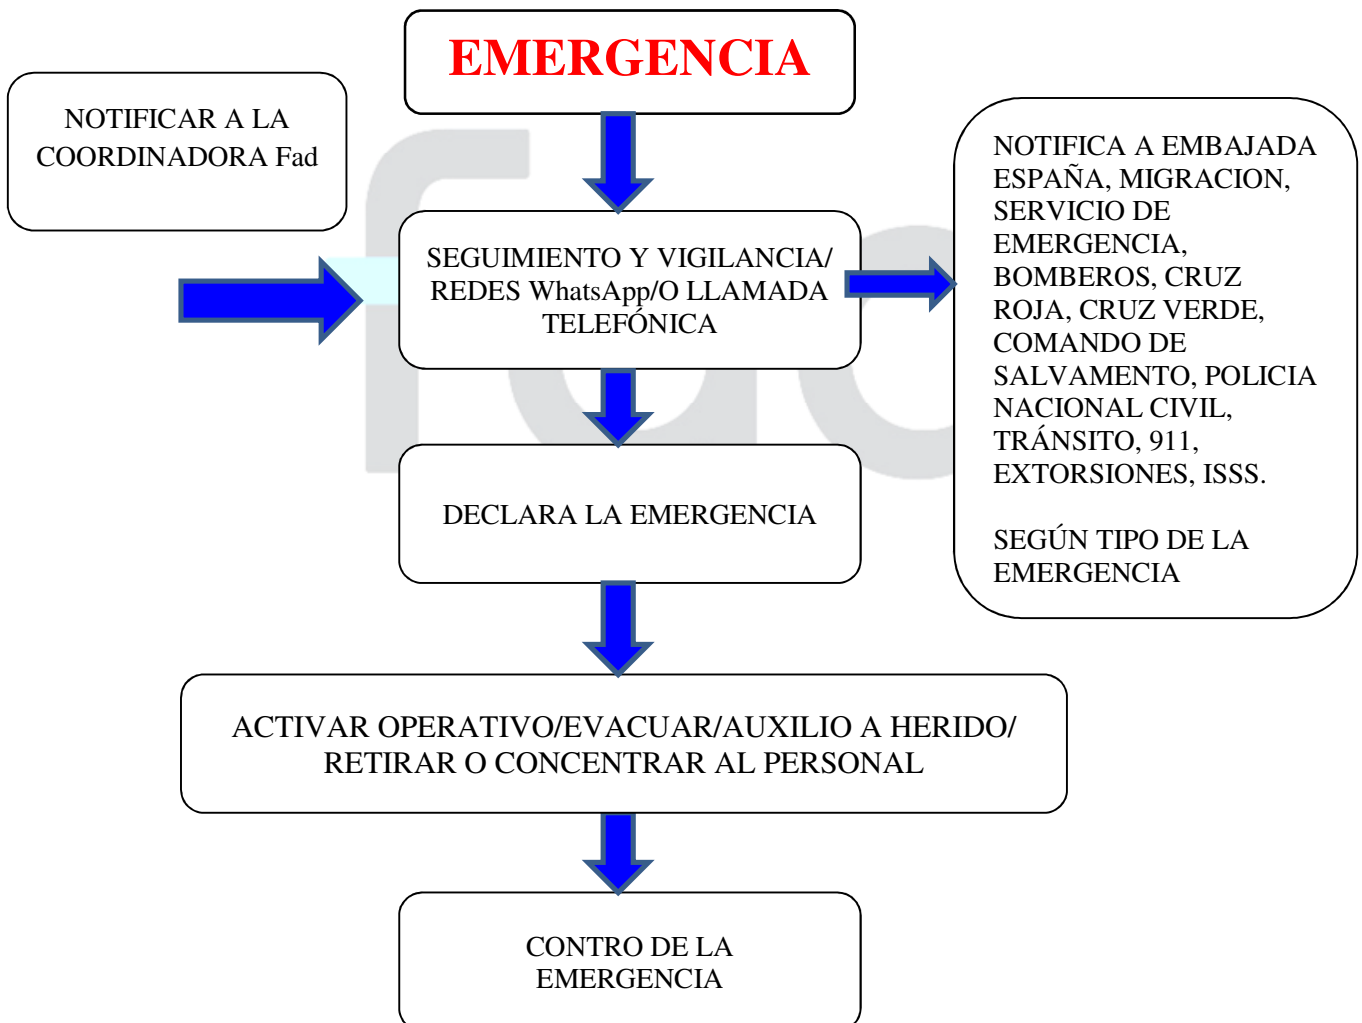 EMERGENCIA
NOTIFICAR A LA
COORDINADORA Fad
SEGUIMIENTO Y VIGILANCIA/
REDES WhatsApp/O LLAMADA
TELEFÓNICA
NOTIFICA A EMBAJADA
ESPAÑA, MIGRACION,
SERVICIO DE
EMERGENCIA,
BOMBEROS, CRUZ
ROJA, CRUZ VERDE,
COMANDO DE
SALVAMENTO, POLICIA
NACIONAL CIVIL,
TRÁNSITO, 911,
EXTORSIONES, ISSS.
SEGÚN TIPO DE LA
EMERGENCIA
DECLARA LA EMERGENCIA
ACTIVAR OPERATIVO/EVACUAR/AUXILIO A HERIDO/
RETIRAR O CONCENTRAR AL PERSONAL
CONTRO DE LA
EMERGENCIA